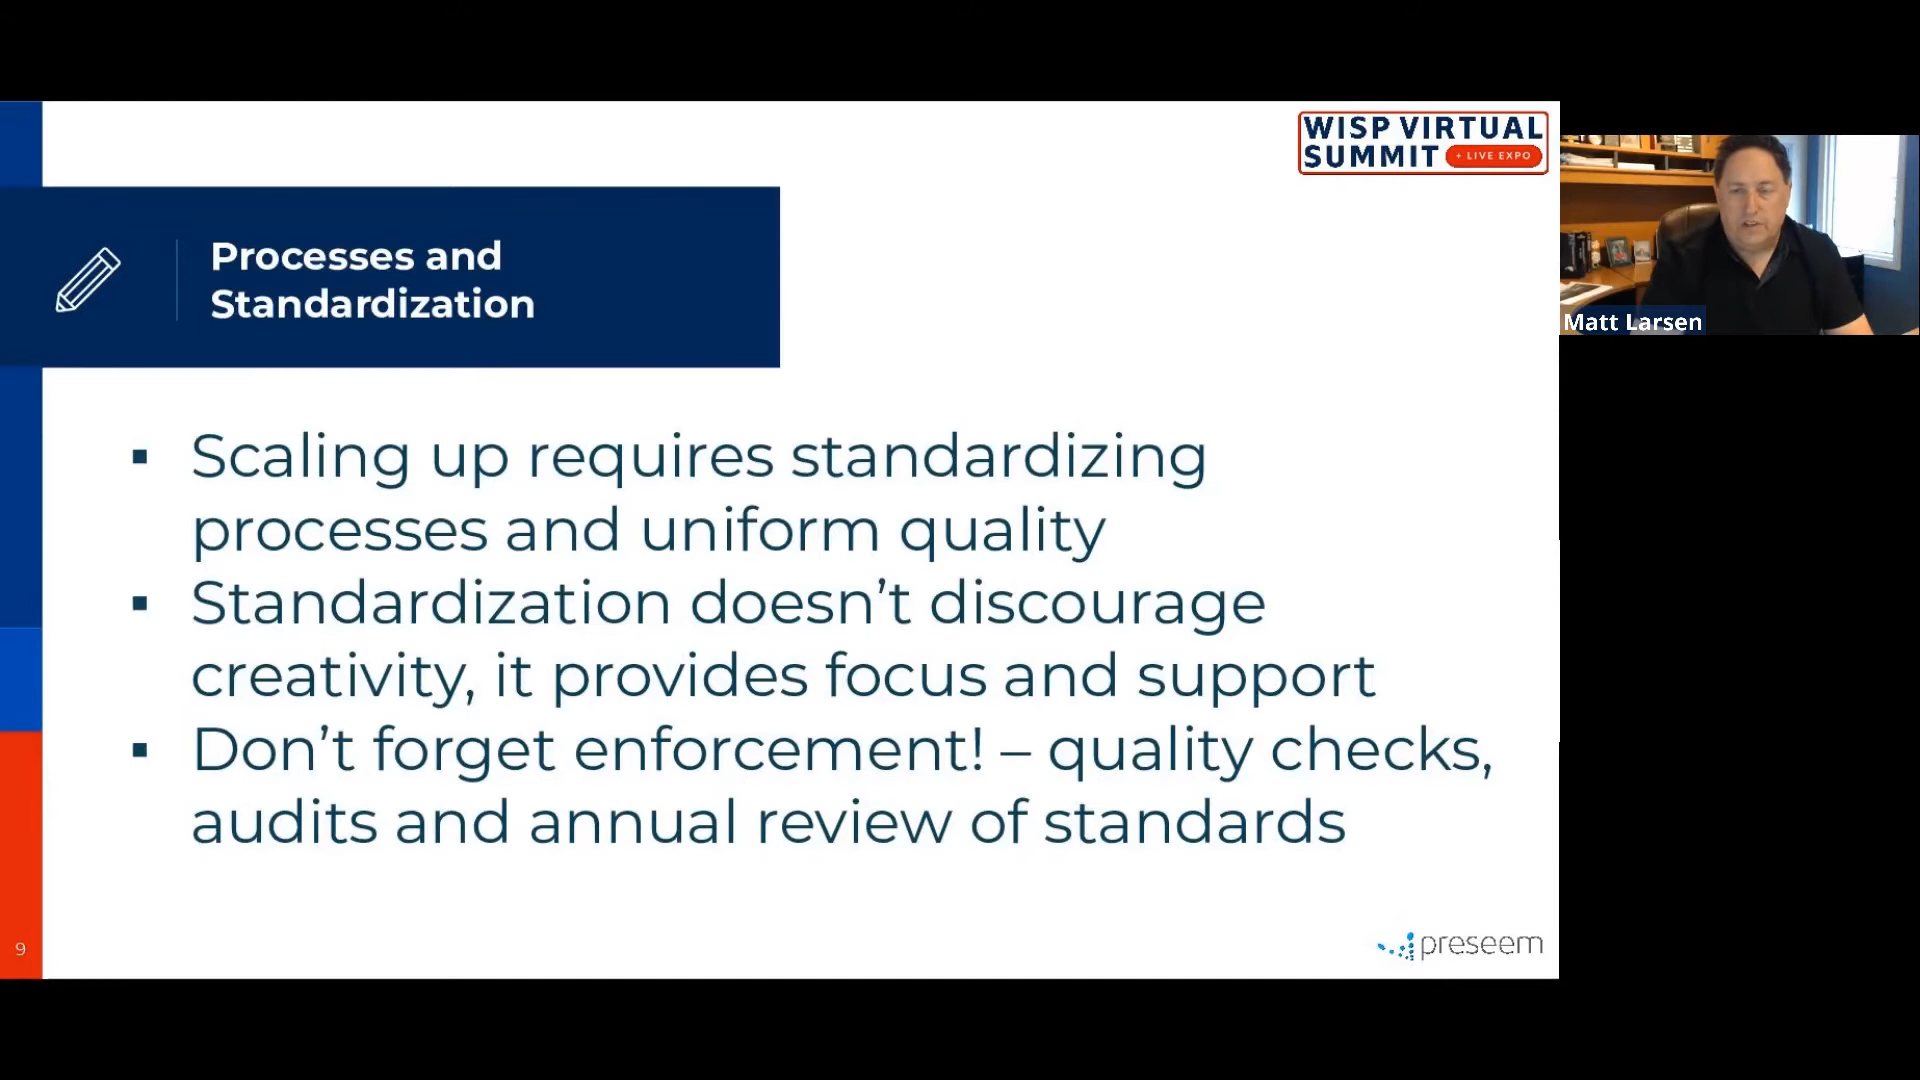 WISP VIRTUAL
SUMMIT + LIVE EXPO
Processes and
Standardization
Matt Larsen
▪ Scaling up requires standardizing
processes and uniform quality
▪ Standardization doesn’t discourage
creativity, it provides focus and support
▪ Don’t forget enforcement! – quality checks,
audits and annual review of standards
9
preseem